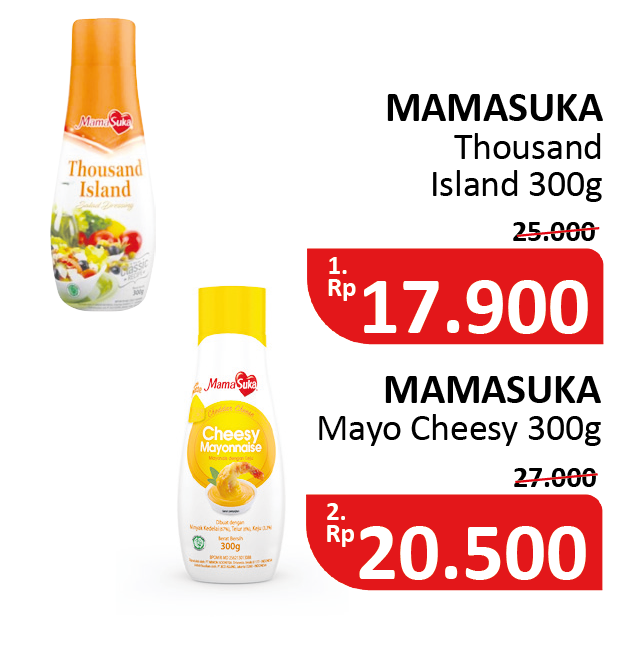 MamaSuka
Thousand
Island
Salad Dressing
300g
MAMASUKA
Thousand
Island 300g
25.000
1.
Rp 17.900
MamaSuka
Cheesy
Mayonnaise
300g
MAMASUKA
Mayo Cheesy 300g
27.000
2.
Rp 20.500